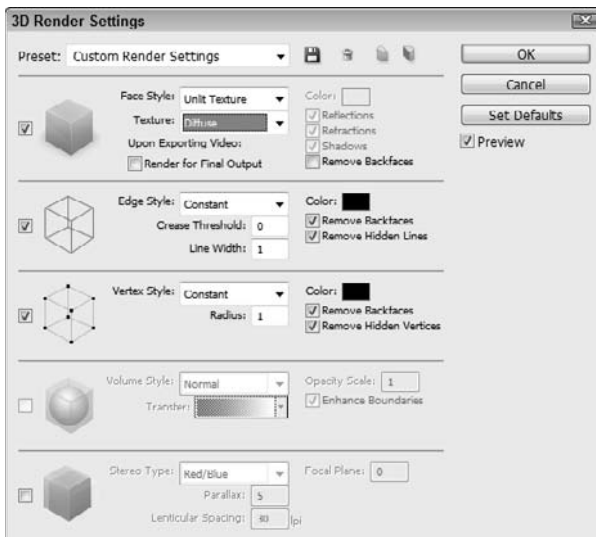 3D Render Settings
Preset: Custom Render Settings
OK
Cancel
Set Defaults
Preview
Face Style: Unlit Texture
Texture: Diffuse
Upon Exporting Video:
Render for Final Output
Color:
Reflections
Refractions
Shadows
Remove Backfaces
Edge Style: Constant
Crease Threshold: 0
Line Width: 1
Color:
Remove Backfaces
Remove Hidden Lines
Vertex Style: Constant
Radius: 1
Color:
Remove Backfaces
Remove Hidden Vertices
Volume Style: Normal
Transfer:
Opacity Scale: 1
Enhance Boundaries
Stereo Type: Red/Blue
Parallax: 5
Lenticular Spacing: 30 lpi
Focal Plane: 0